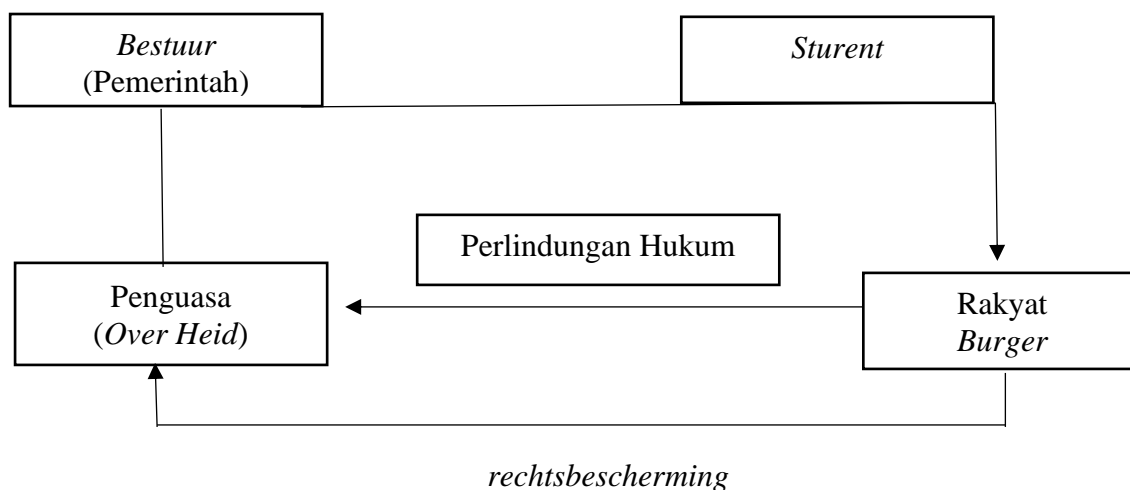 Bestuur
(Pemerintah)
Sturent
Perlindungan Hukum
Penguasa
(Over Heid)
Rakyat
Burger
rechtsbescherming